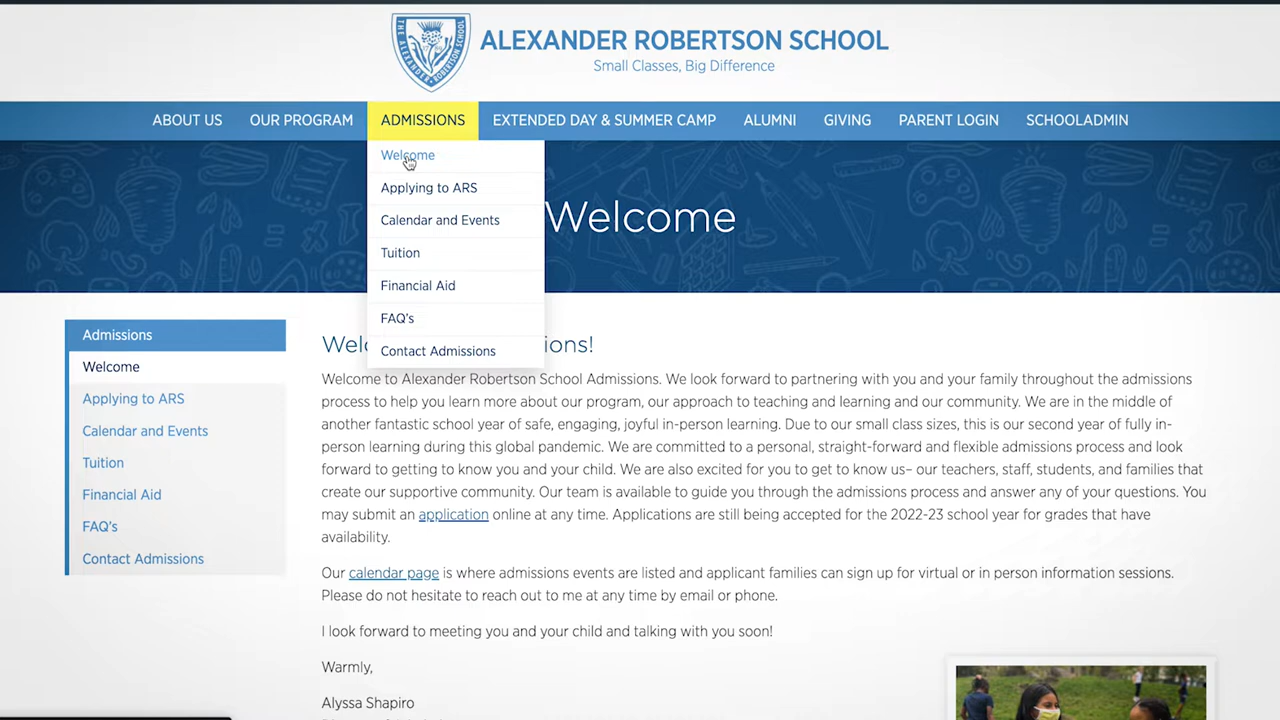 THE ALEXANDER ROBERTSON SCHOOL
ALEXANDER ROBERTSON SCHOOL
Small Classes, Big Difference
ABOUT US OUR PROGRAM ADMISSIONS EXTENDED DAY & SUMMER CAMP ALUMNI GIVING PARENT LOGIN SCHOOLADMIN
Welcome
Applying to ARS
Calendar and Events
Tuition
Financial Aid
FAQ's
Contact Admissions
Welcome
Admissions
Welcome
Applying to ARS
Calendar and Events
Tuition
Financial Aid
FAQ's
Contact Admissions
Welcome to Alexander Robertson School Admissions. We look forward to partnering with you and your family throughout the admissions
process to help you learn more about our program, our approach to teaching and learning and our community. We are in the middle of
another fantastic school year of safe, engaging, joyful in-person learning. Due to our small class sizes, this is our second year of fully in-
person learning during this global pandemic. We are committed to a personal, straight-forward and flexible admissions process and look
forward to getting to know you and your child. We are also excited for you to get to know us– our teachers, staff, students, and families that
create our supportive community. Our team is available to guide you through the admissions process and answer any of your questions. You
may submit an application online at any time. Applications are still being accepted for the 2022-23 school year for grades that have
availability.
Our calendar page is where admissions events are listed and applicant families can sign up for virtual or in person information sessions.
Please do not hesitate to reach out to me at any time by email or phone.
I look forward to meeting you and your child and talking with you soon!
Warmly,
Alyssa Shapiro